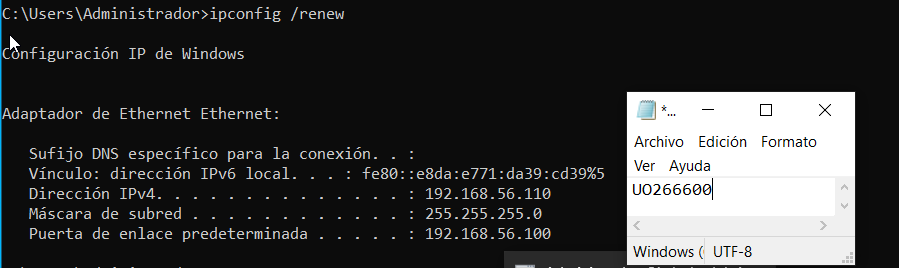 C:\Users\Administrador>ipconfig /renew
Configuración IP de Windows
Adaptador de Ethernet Ethernet:
Sufijo DNS específico para la conexión. . :
Vínculo: dirección IPv6 local. . . : fe80::e8da:e771:da39:cd39%5
Dirección IPv4. . . . . . . . . . . . . . : 192.168.56.110
Máscara de subred . . . . . . . . . . . . : 255.255.255.0
Puerta de enlace predeterminada . . . . . : 192.168.56.100
*...
Archivo Edición Formato
Ver Ayuda
UO266600
Windows (
UTF-8